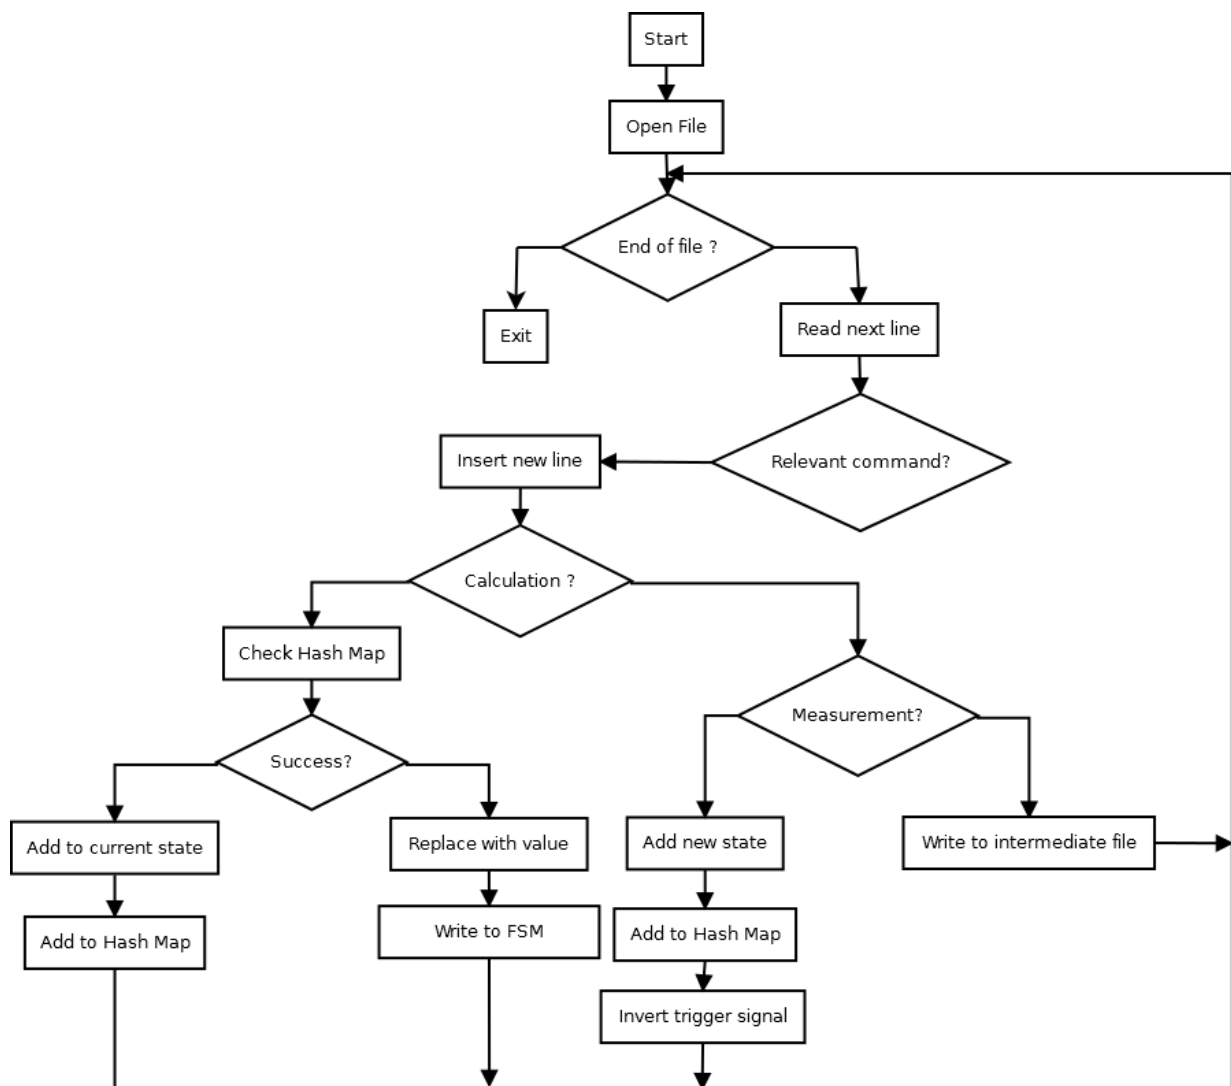 Start
Open File
End of file ?
Exit
Read next line
Relevant command?
Insert new line
Calculation ?
Check Hash Map
Measurement?
Success?
Add to current state
Replace with value
Add new state
Write to intermediate file
Add to Hash Map
Write to FSM
Add to Hash Map
Invert trigger signal